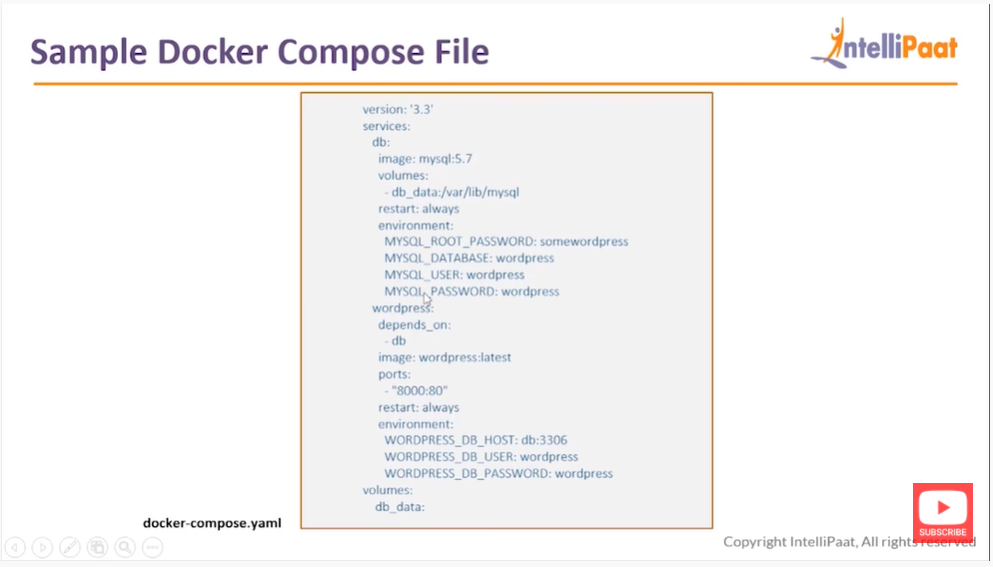 Sample Docker Compose File
IntelliPaat
version: '3.3'
services:
db:
image: mysql:5.7
volumes:
- db_data:/var/lib/mysql
restart: always
environment:
MYSQL_ROOT_PASSWORD: somewordpress
MYSQL_DATABASE: wordpress
MYSQL_USER: wordpress
MYSQL_PASSWORD: wordpress
wordpress:
depends_on:
- db
image: wordpress:latest
ports:
- "8000:80"
restart: always
environment:
WORDPRESS_DB_HOST: db:3306
WORDPRESS_DB_USER: wordpress
WORDPRESS_DB_PASSWORD: wordpress
volumes:
db_data:
docker-compose.yaml
SUBSCRIBE
Copyright IntelliPaat, All rights reserved